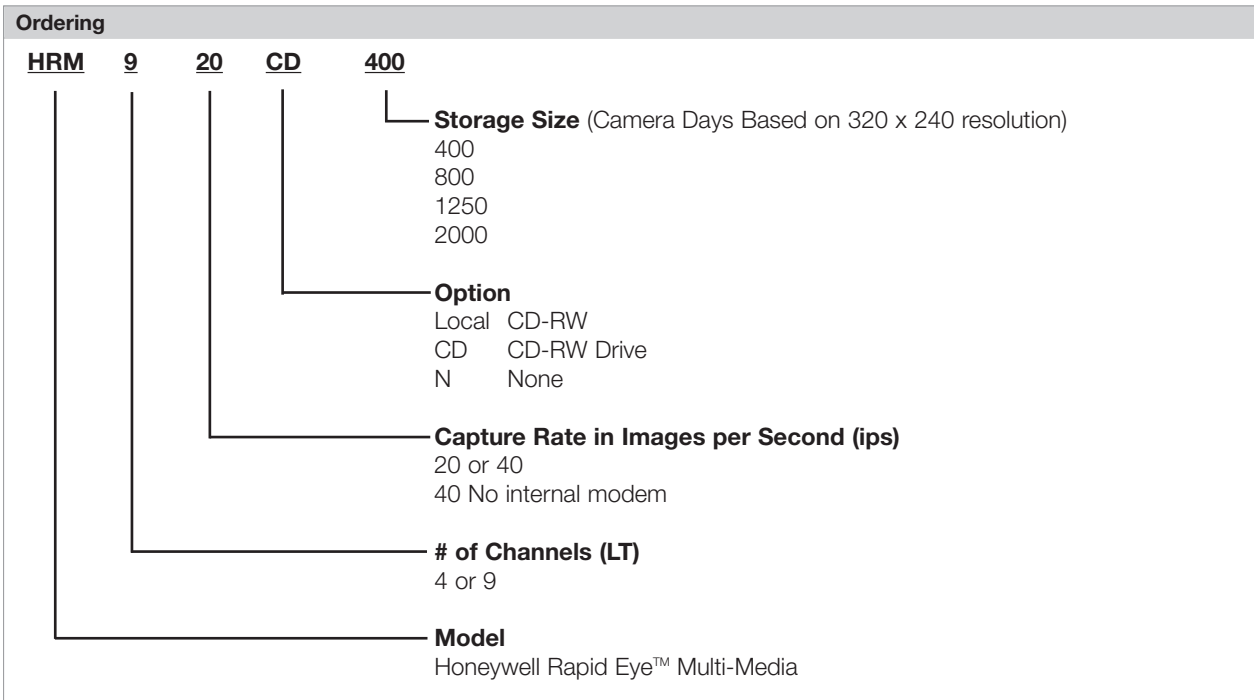 Ordering
HRM 9 20 CD 400
Storage Size (Camera Days Based on 320 x 240 resolution)
400
800
1250
2000
Option
Local CD-RW
CD CD-RW Drive
N None
Capture Rate in Images per Second (ips)
20 or 40
40 No internal modem
# of Channels (LT)
4 or 9
Model
Honeywell Rapid Eye™ Multi-Media